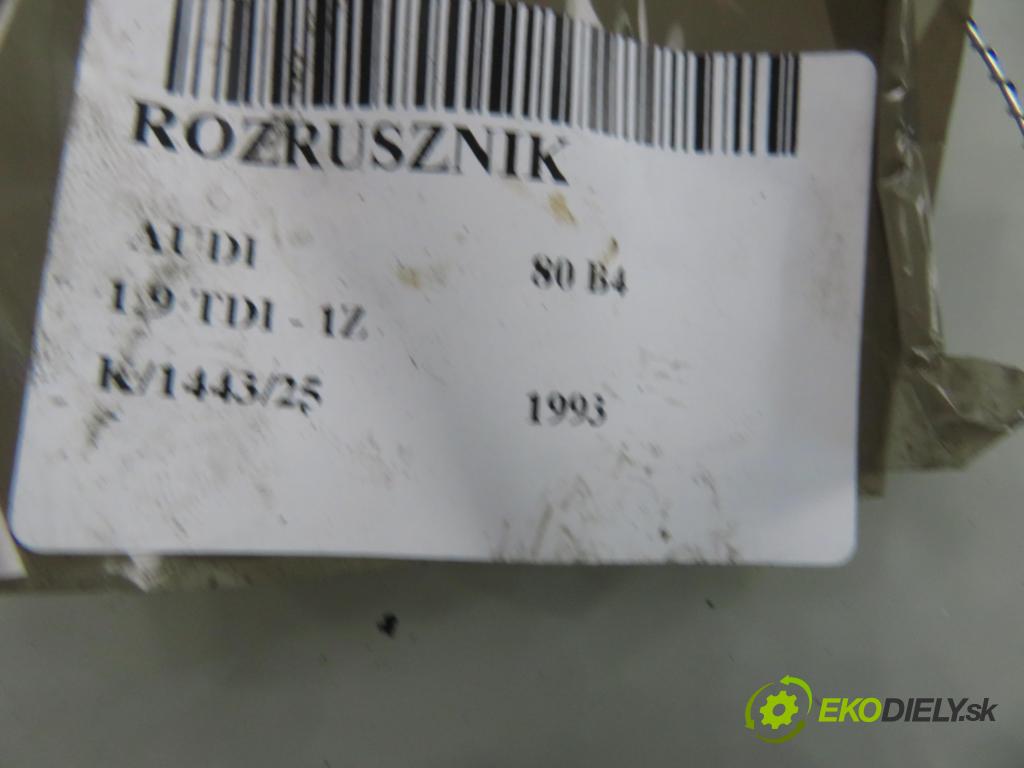 ROZRUSZNIK
AUDI 80 B4
1.9 TDI - 1Z
K/1443/25 1993
EKODIELY.sk